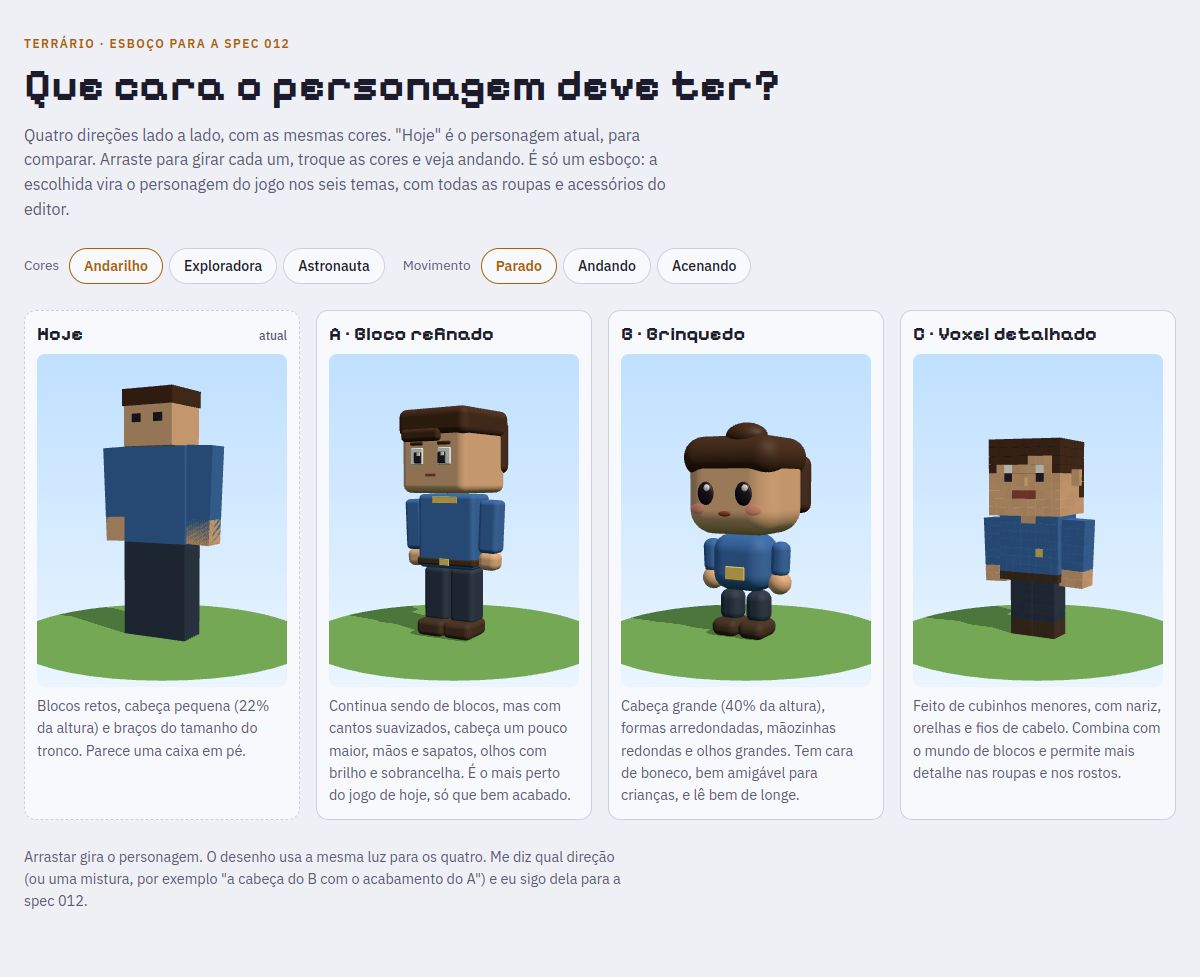 TERRÁRIO · ESBOÇO PARA A SPEC 012
Que cara o personagem deve ter?
Quatro direções lado a lado, com as mesmas cores. "Hoje" é o personagem atual, para
comparar. Arraste para girar cada um, troque as cores e veja andando. É só um esboço: a
escolhida vira o personagem do jogo nos seis temas, com todas as roupas e acessórios do
editor.
Cores Andarilho Exploradora Astronauta Movimento Parado Andando Acenando
Hoje atual
Blocos retos, cabeça pequena (22%
da altura) e braços do tamanho do
tronco. Parece uma caixa em pé.
A · Bloco refinado
Continua sendo de blocos, mas com
cantos suavizados, cabeça um pouco
maior, mãos e sapatos, olhos com
brilho e sobrancelha. É o mais perto
do jogo de hoje, só que bem acabado.
B · Brinquedo
Cabeça grande (40% da altura),
formas arredondadas, mãozinhas
redondas e olhos grandes. Tem cara
de boneco, bem amigável para
crianças, e lê bem de longe.
C · Voxel detalhado
Feito de cubinhos menores, com nariz,
orelhas e fios de cabelo. Combina com
o mundo de blocos e permite mais
detalhe nas roupas e nos rostos.
Arrastar gira o personagem. O desenho usa a mesma luz para os quatro. Me diz qual direção
(ou uma mistura, por exemplo "a cabeça do B com o acabamento do A") e eu sigo dela para a
spec 012.